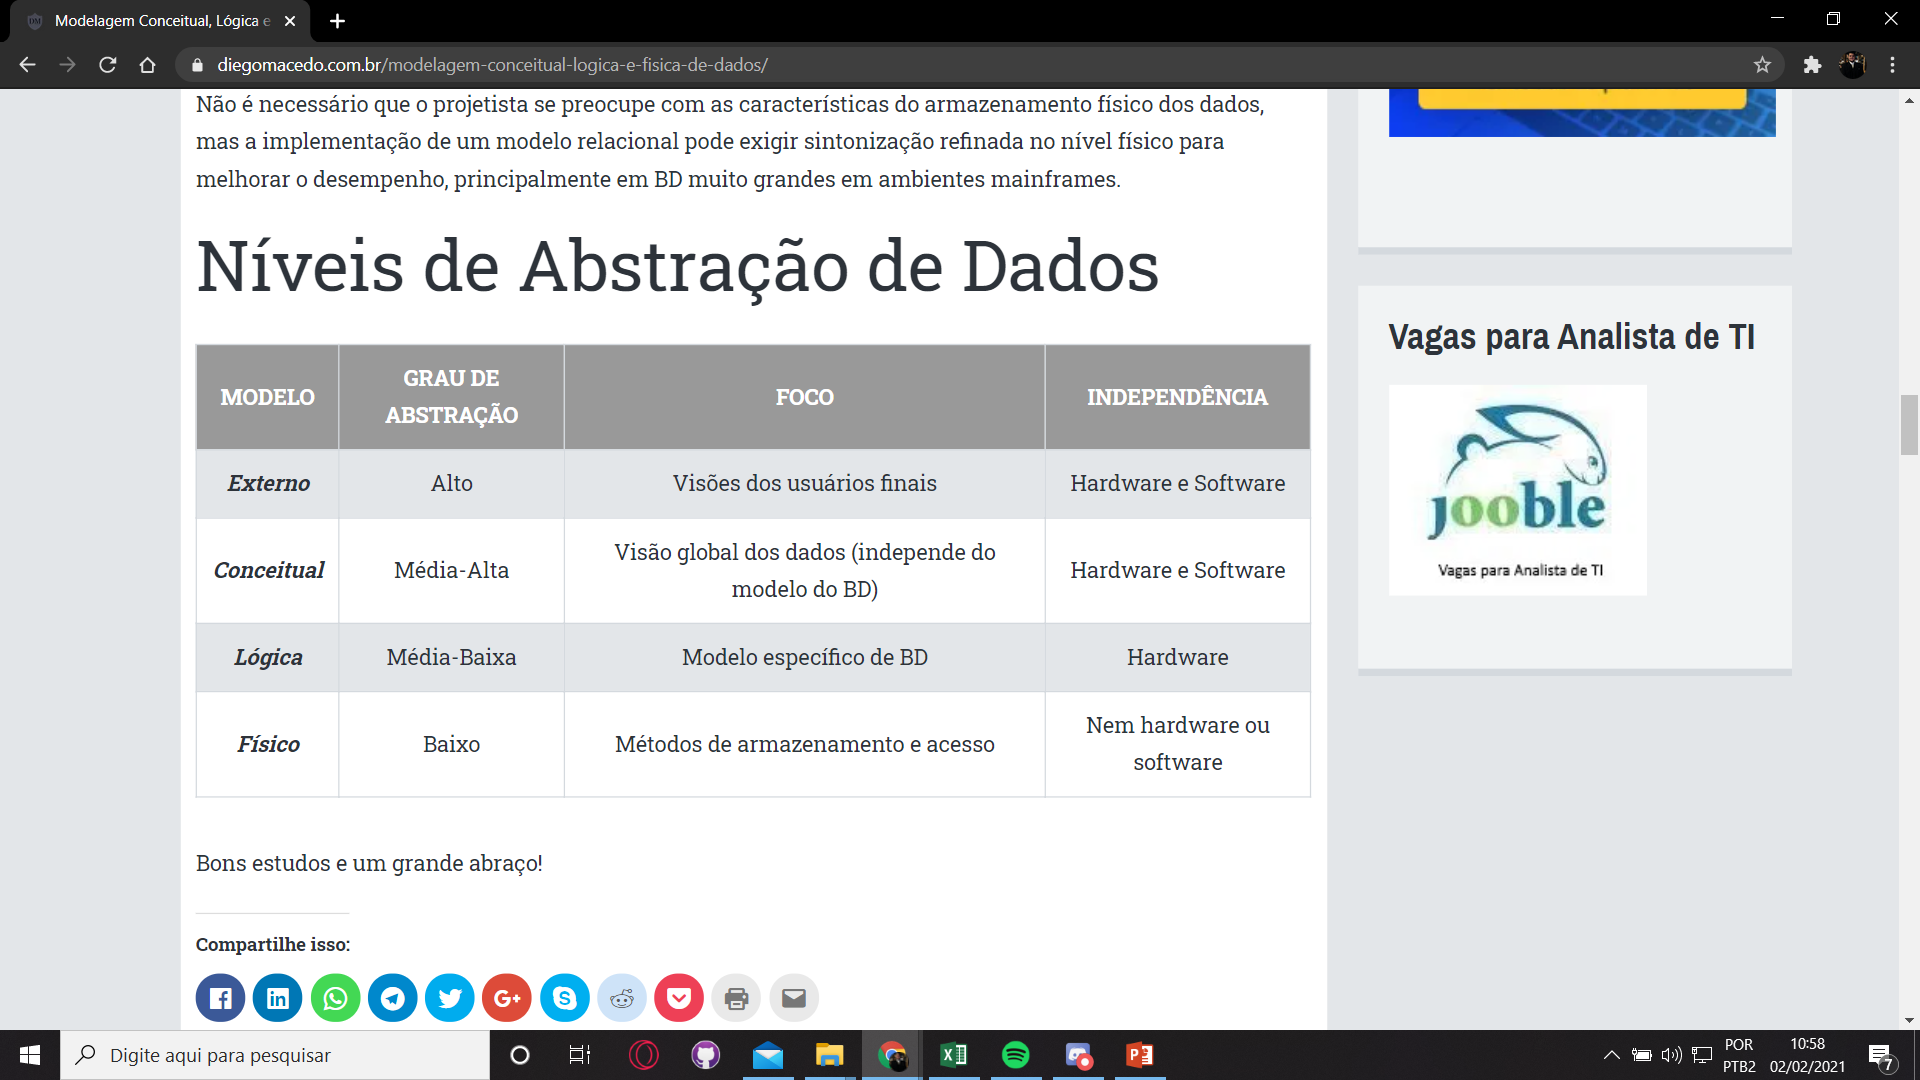 Modelagem Conceitual, Lógica e
diegomacedo.com.br/modelagem-conceitual-logica-e-fisica-de-dados/
Não é necessário que o projetista se preocupe com as características do armazenamento físico dos dados,
mas a implementação de um modelo relacional pode exigir sintonização refinada no nível físico para
melhorar o desempenho, principalmente em BD muito grandes em ambientes mainframes.
Níveis de Abstração de Dados
MODELO GRAU DE ABSTRAÇÃO FOCO INDEPENDÊNCIA
Externo Alto Visões dos usuários finais Hardware e Software
Conceitual Média-Alta Visão global dos dados (independe do modelo do BD) Hardware e Software
Lógica Média-Baixa Modelo específico de BD Hardware
Físico Baixo Métodos de armazenamento e acesso Nem hardware ou software
Bons estudos e um grande abraço!
Compartilhe isso:
Vagas para Analista de TI
jooble
Vagas para Analista de TI
Digite aqui para pesquisar
POR
PTB2
10:58
02/02/2021
7